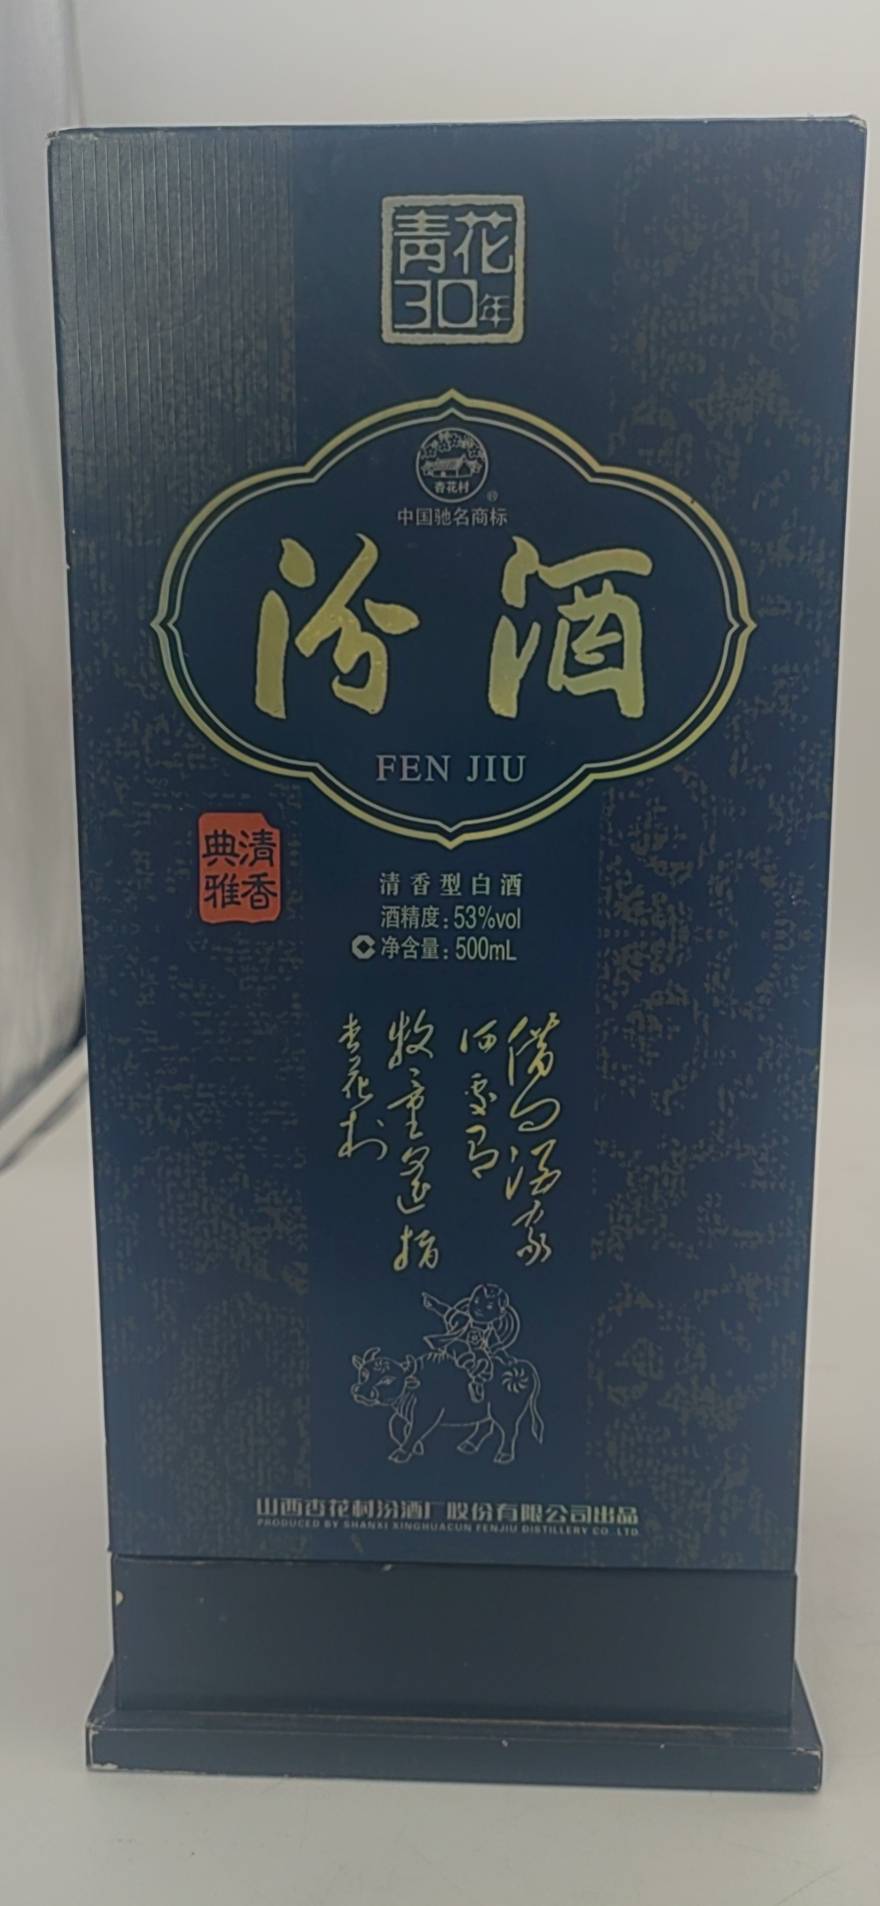 青花
30年
杏花村
®
中国驰名商标
汾酒
FEN JIU
清香
典雅
清香型白酒
酒精度:53%vol
净含量:500mL
借问酒家
何处有
牧童遥指
杏花村
山西杏花村汾酒厂股份有限公司出品
PRODUCED BY SHANXI XINGHUACUN FENJIU DISTILLERY CO. LTD.